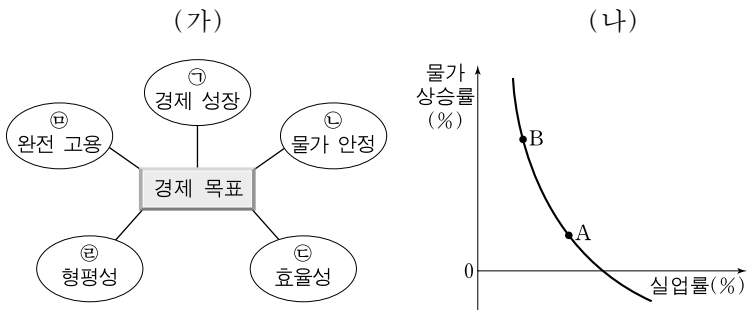 (가)
㉠
경제 성장
㉤
완전 고용
㉡
물가 안정
경제 목표
㉣
형평성
㉢
효율성
(나)
물가
상승률
(%)
B
A
0
실업률(%)